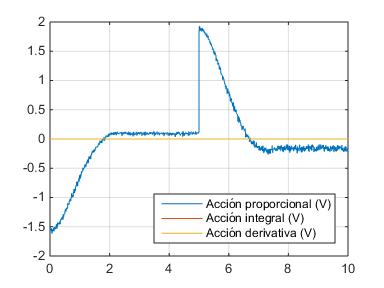 2
1.5
1
0.5
0
-0.5
-1
-1.5
-2
Acción proporcional (V)
Acción integral (V)
Acción derivativa (V)
0 2 4 6 8 10